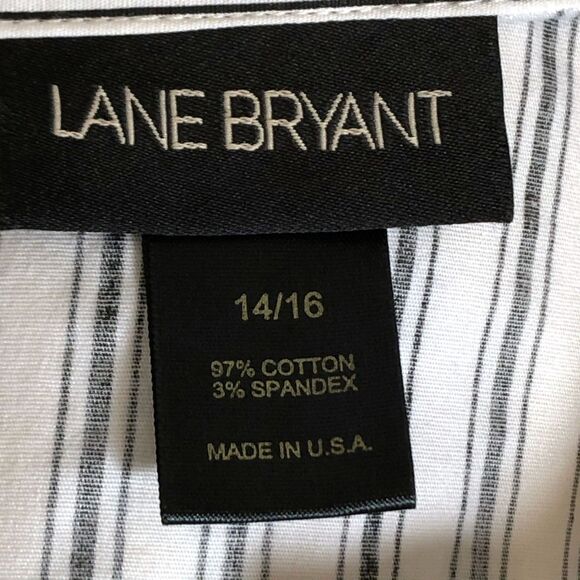 LANE BRYANT
14/16
97% COTTON
3% SPANDEX
MADE IN U.S.A.